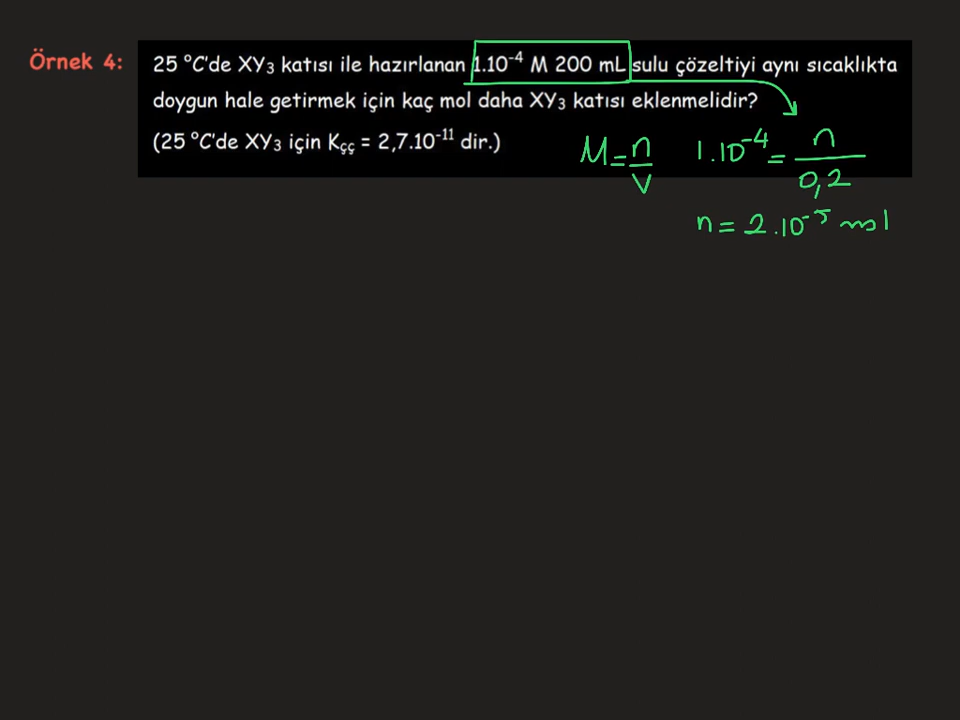 Örnek 4:
25 °C'de XY₃ katısı ile hazırlanan 1.10⁻⁴ M 200 mL sulu çözeltiyi aynı sıcaklıkta
doygun hale getirmek için kaç mol daha XY₃ katısı eklenmelidir?
(25 °C'de XY₃ için Kçç = 2,7.10⁻¹¹ dir.)
M = n/V 1.10⁻⁴ = n/0,2
n = 2.10⁻⁵ mol